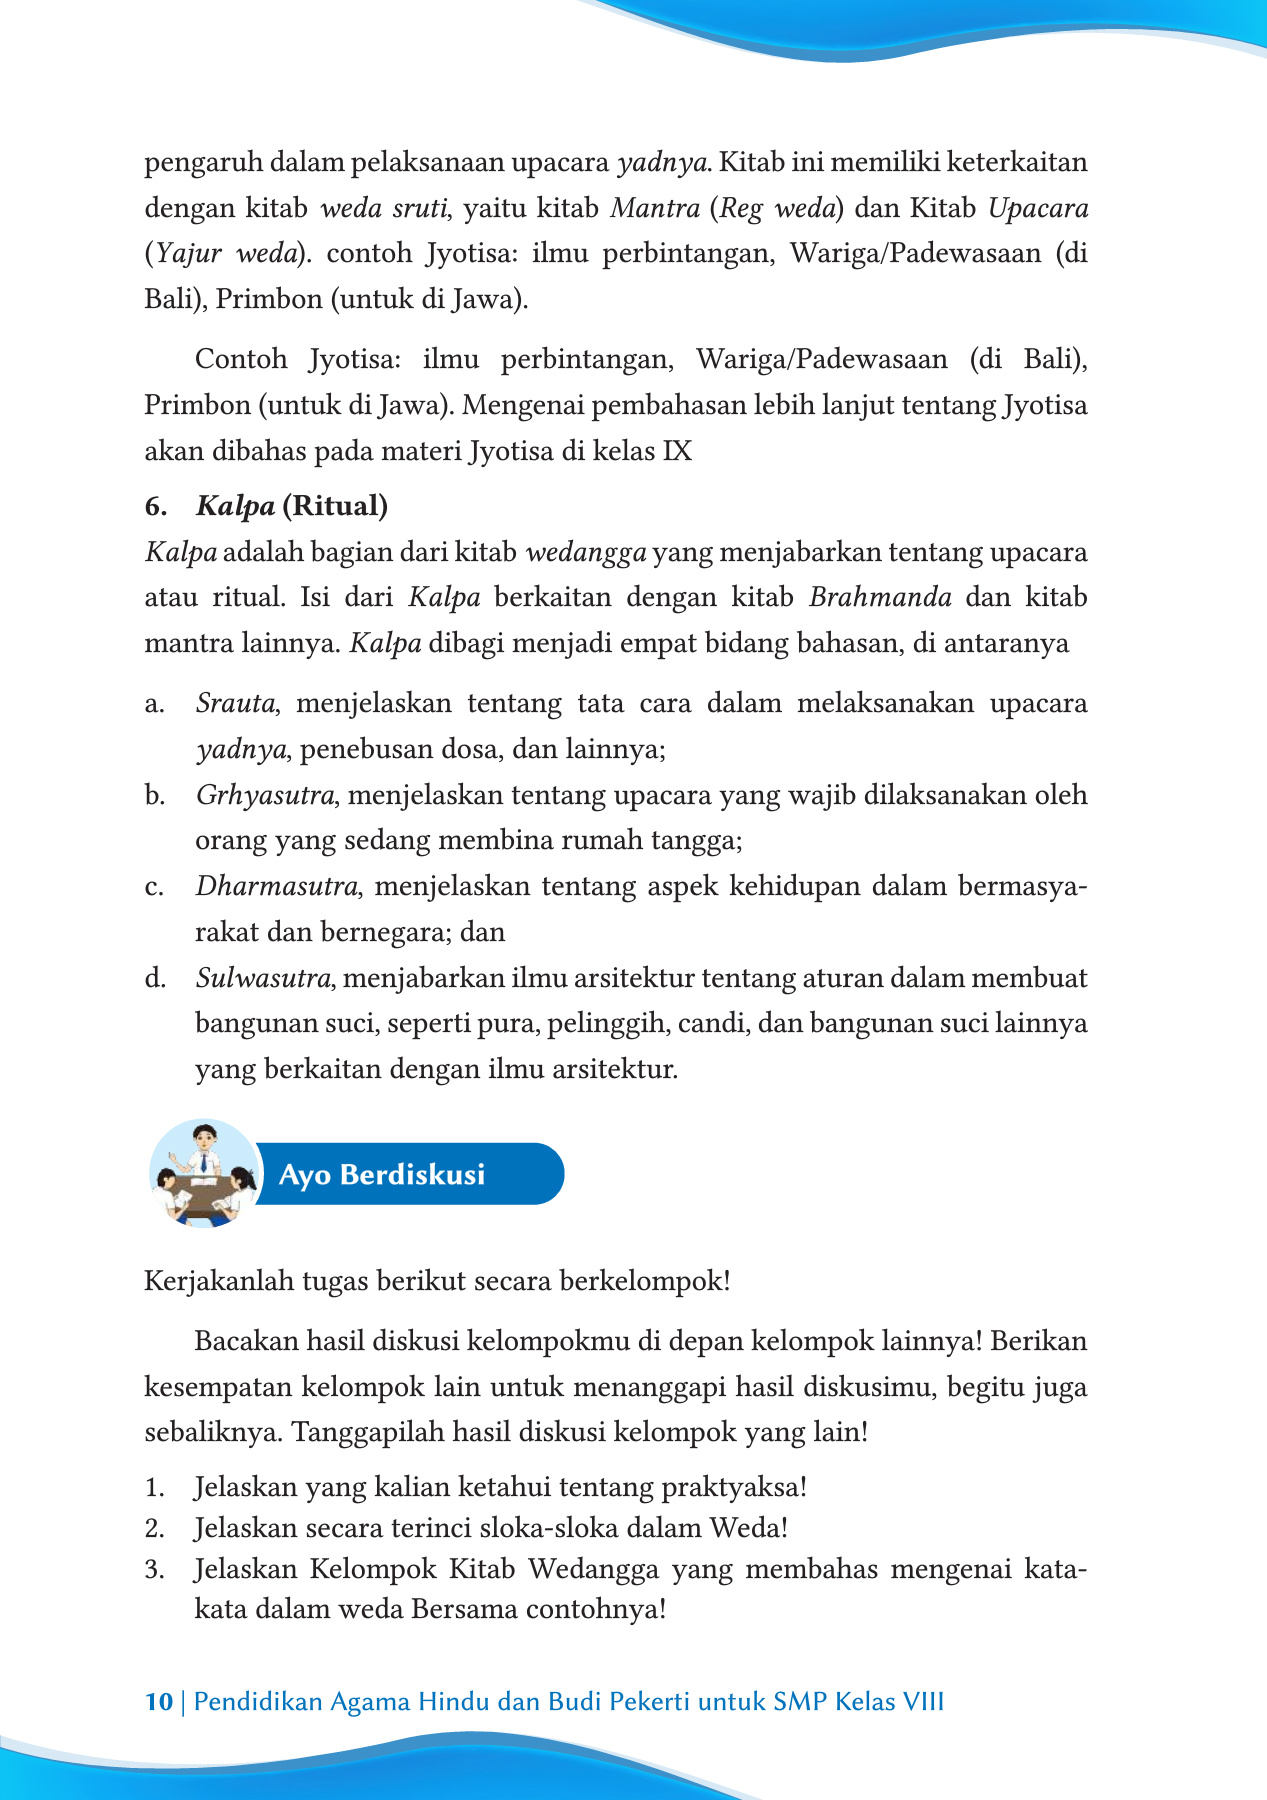 pengaruh dalam pelaksanaan upacara yadnya. Kitab ini memiliki keterkaitan
dengan kitab weda sruti, yaitu kitab Mantra (Reg weda) dan Kitab Upacara
(Yajur weda). contoh Jyotisa: ilmu perbintangan, Wariga/Padewasaan (di
Bali), Primbon (untuk di Jawa).
Contoh Jyotisa: ilmu perbintangan, Wariga/Padewasaan (di Bali),
Primbon (untuk di Jawa). Mengenai pembahasan lebih lanjut tentang Jyotisa
akan dibahas pada materi Jyotisa di kelas IX
6. Kalpa (Ritual)
Kalpa adalah bagian dari kitab wedangga yang menjabarkan tentang upacara
atau ritual. Isi dari Kalpa berkaitan dengan kitab Brahmanda dan kitab
mantra lainnya. Kalpa dibagi menjadi empat bidang bahasan, di antaranya
a. Srauta, menjelaskan tentang tata cara dalam melaksanakan upacara
yadnya, penebusan dosa, dan lainnya;
b. Grhyasutra, menjelaskan tentang upacara yang wajib dilaksanakan oleh
orang yang sedang membina rumah tangga;
c. Dharmasutra, menjelaskan tentang aspek kehidupan dalam bermasya-
rakat dan bernegara; dan
d. Sulwasutra, menjabarkan ilmu arsitektur tentang aturan dalam membuat
bangunan suci, seperti pura, pelinggih, candi, dan bangunan suci lainnya
yang berkaitan dengan ilmu arsitektur.
Ayo Berdiskusi
Kerjakanlah tugas berikut secara berkelompok!
Bacakan hasil diskusi kelompokmu di depan kelompok lainnya! Berikan
kesempatan kelompok lain untuk menanggapi hasil diskusimu, begitu juga
sebaliknya. Tanggapilah hasil diskusi kelompok yang lain!
1. Jelaskan yang kalian ketahui tentang praktyaksa!
2. Jelaskan secara terinci sloka-sloka dalam Weda!
3. Jelaskan Kelompok Kitab Wedangga yang membahas mengenai kata-
kata dalam weda Bersama contohnya!
10 | Pendidikan Agama Hindu dan Budi Pekerti untuk SMP Kelas VIII